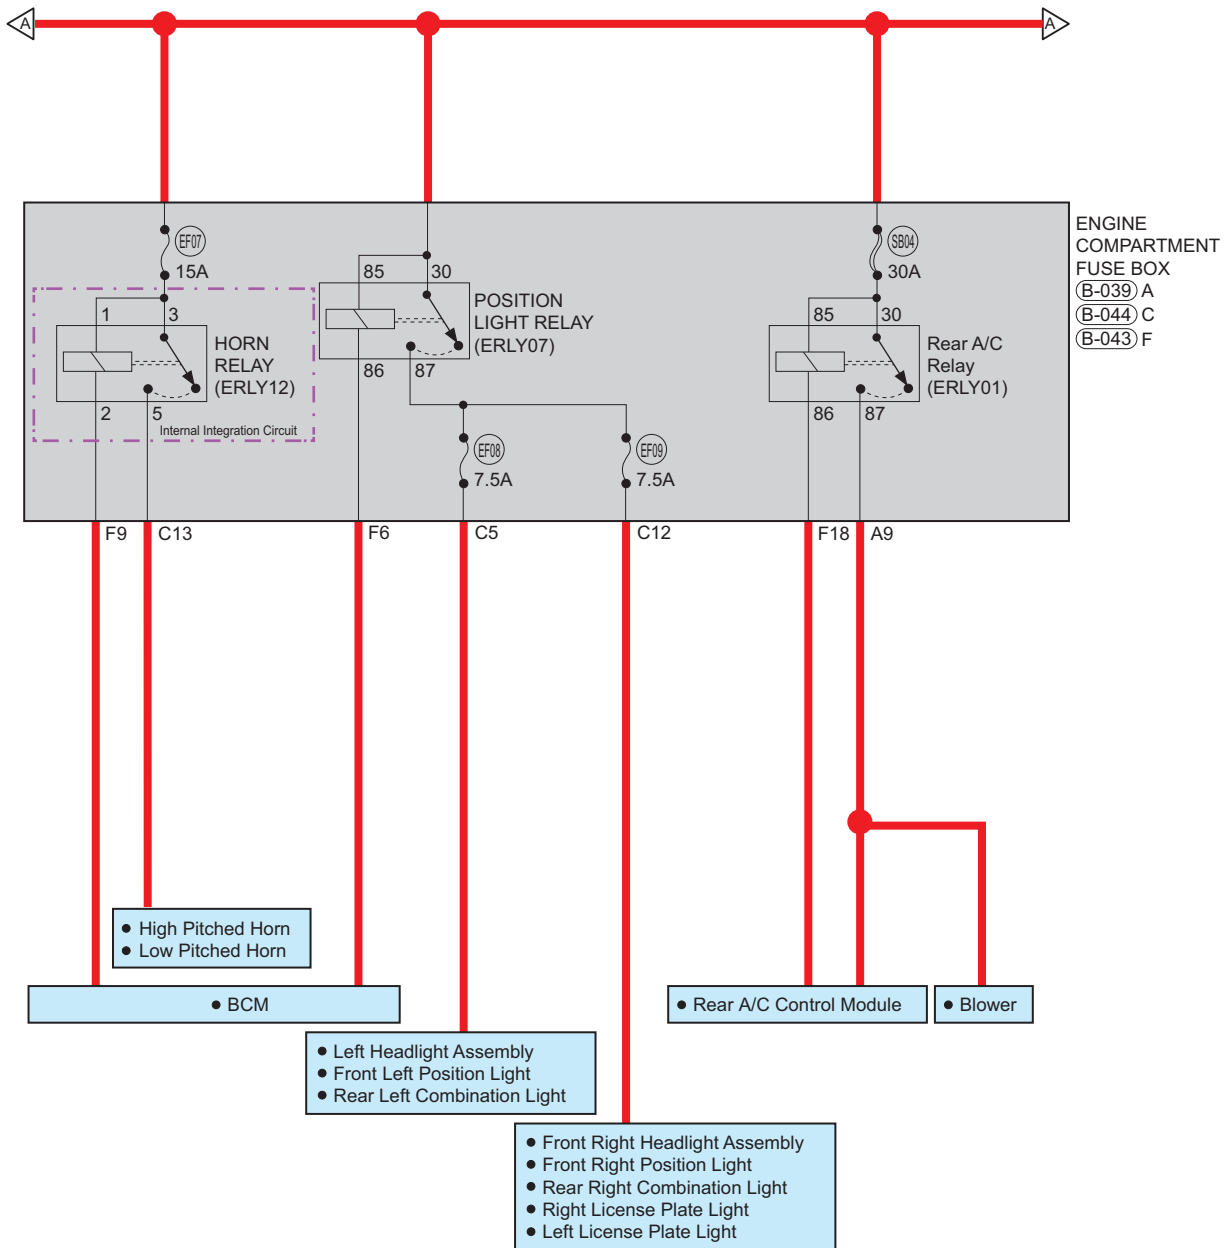 A
A
EF07
15A
1
3
HORN
RELAY
(ERLY12)
2
5
Internal Integration Circuit
85
30
POSITION
LIGHT RELAY
(ERLY07)
86
87
EF08
7.5A
EF09
7.5A
SB04
30A
85
30
Rear A/C
Relay
(ERLY01)
86
87
ENGINE
COMPARTMENT
FUSE BOX
B-039 A
B-044 C
B-043 F
F9
C13
F6
C5
C12
F18
A9
• High Pitched Horn
• Low Pitched Horn
• BCM
• Rear A/C Control Module
• Blower
• Left Headlight Assembly
• Front Left Position Light
• Rear Left Combination Light
• Front Right Headlight Assembly
• Front Right Position Light
• Rear Right Combination Light
• Right License Plate Light
• Left License Plate Light